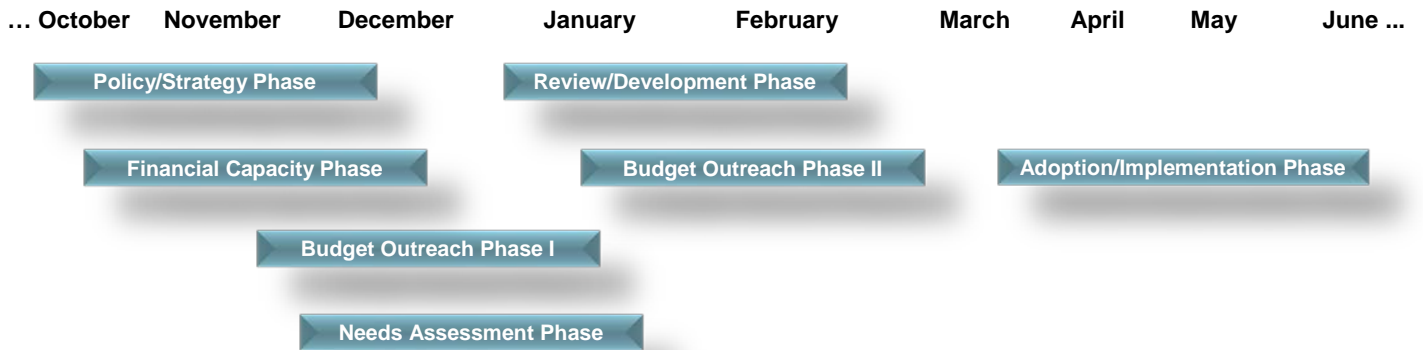 … October November December January February March April May June ...
Policy/Strategy Phase Review/Development Phase
Financial Capacity Phase Budget Outreach Phase II Adoption/Implementation Phase
Budget Outreach Phase I
Needs Assessment Phase